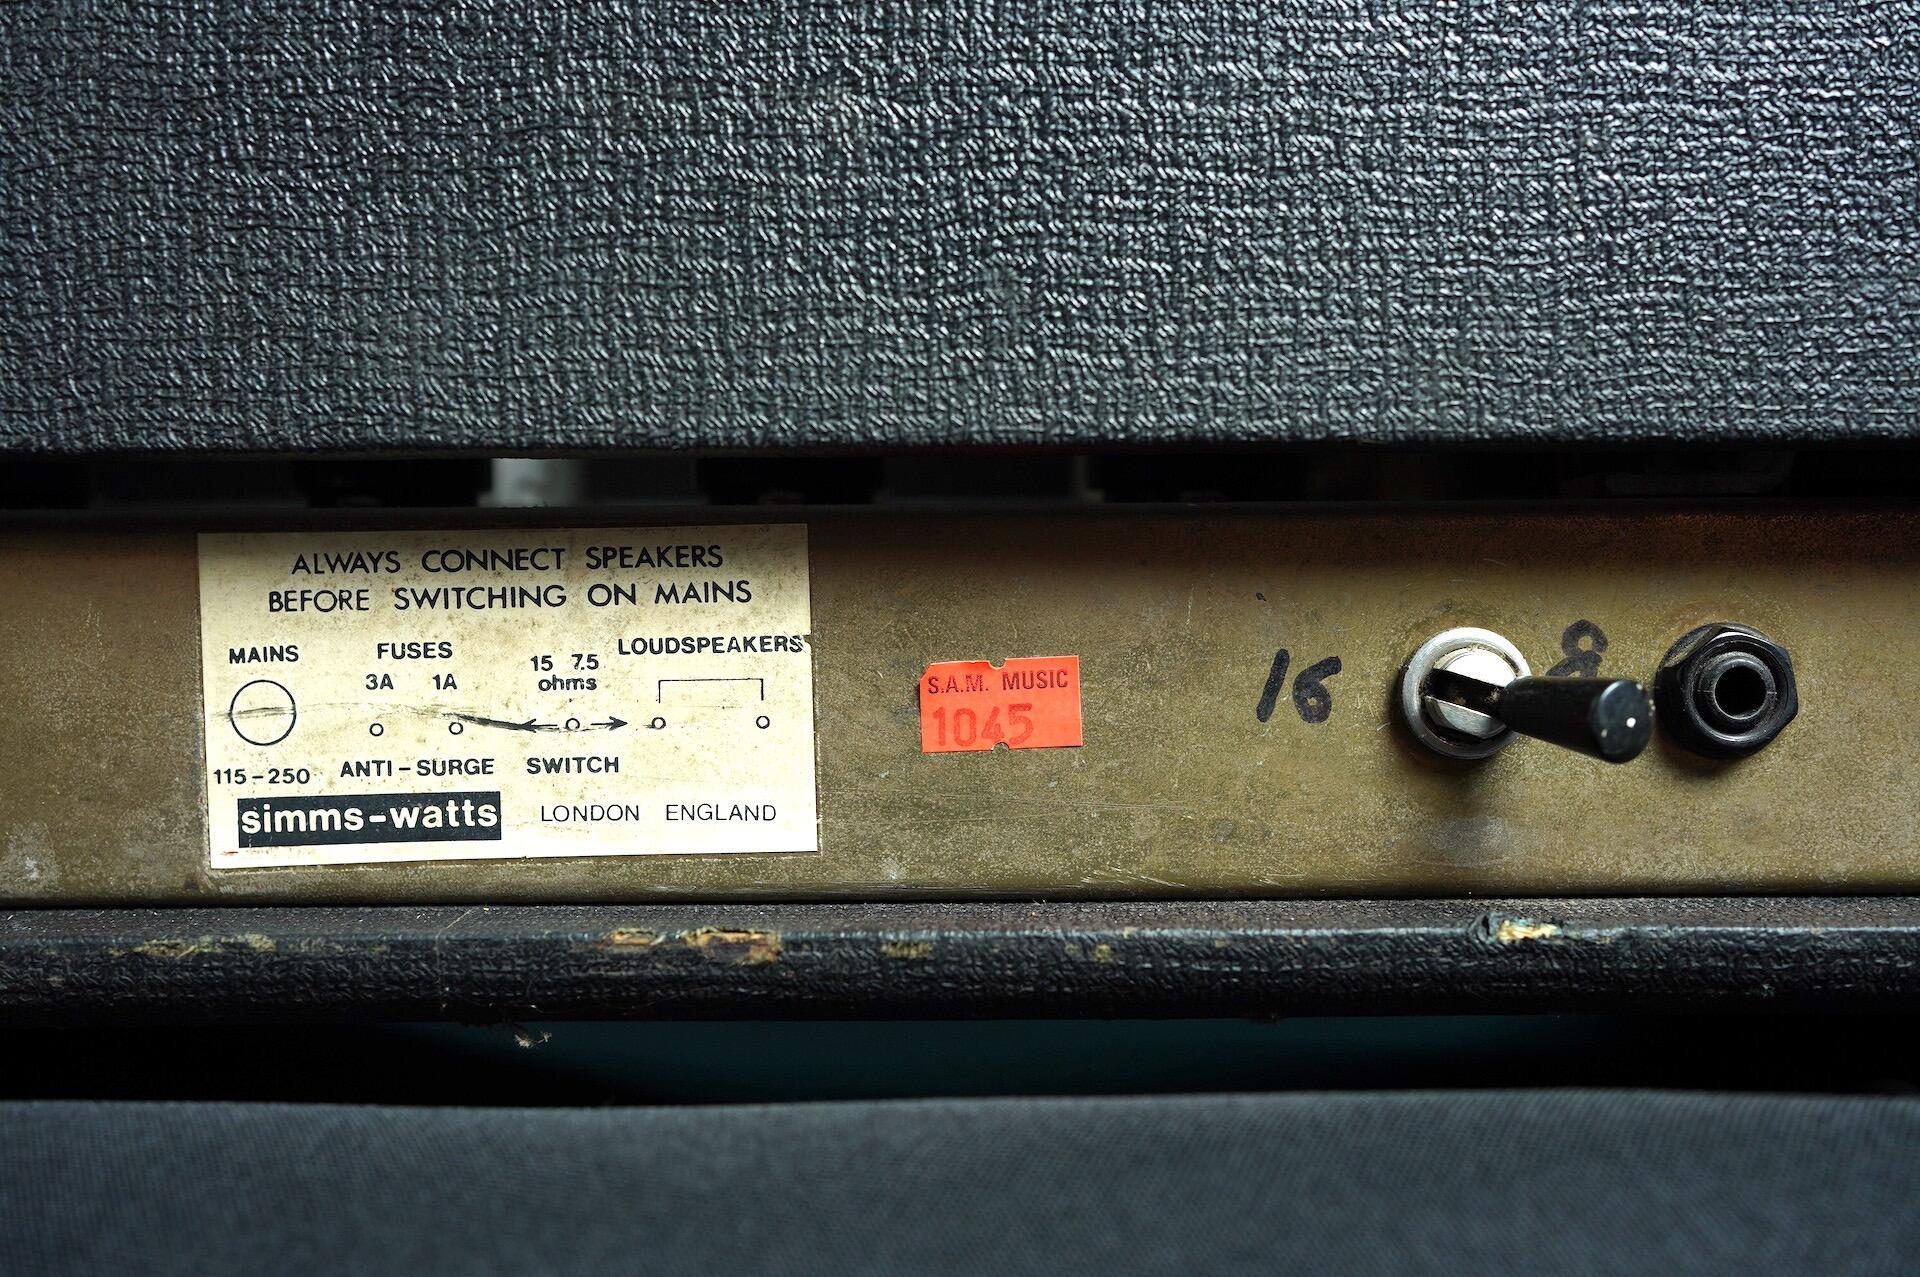 ALWAYS CONNECT SPEAKERS
BEFORE SWITCHING ON MAINS
MAINS
FUSES
3A 1A
15 7.5
ohms
LOUDSPEAKERS
115-250
ANTI-SURGE
SWITCH
simms-watts
LONDON ENGLAND
S.A.M. MUSIC
1045
16
8